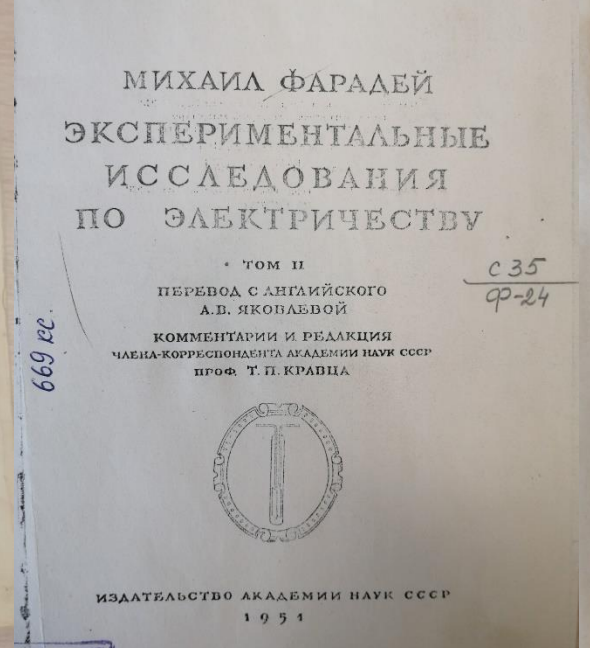 МИХАИЛ ФАРАДЕЙ
ЭКСПЕРИМЕНТАЛЬНЫЕ
ИССЛЕДОВАНИЯ
ПО ЭЛЕКТРИЧЕСТВУ
ТОМ II
ПЕРЕВОД С АНГЛИЙСКОГО
А.В. ЯКОВЛЕВОЙ
КОММЕНТАРИИ И РЕДАКЦИЯ
ЧЛЕНА-КОРРЕСПОНДЕНТА АКАДЕМИИ НАУК СССР
ПРОФ. Т. П. КРАВЦА
С 35
Ф-24
669 кс.
ИЗДАТЕЛЬСТВО АКАДЕМИИ НАУК СССР
1951